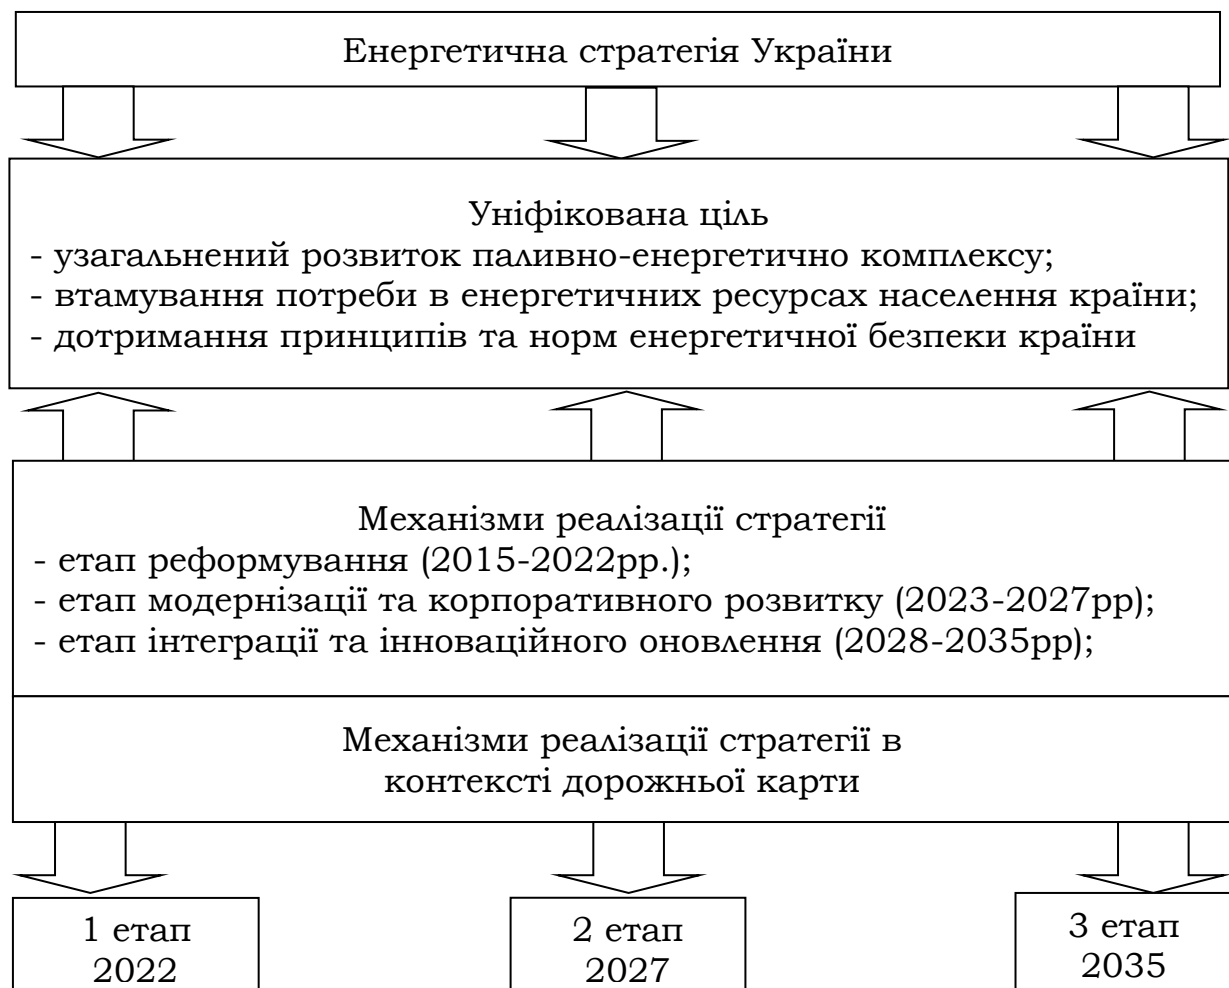 Енергетична стратегія України
Уніфікована ціль
- узагальнений розвиток паливно-енергетично комплексу;
- втамування потреби в енергетичних ресурсах населення країни;
- дотримання принципів та норм енергетичної безпеки країни
Механізми реалізації стратегії
- етап реформування (2015-2022рр.);
- етап модернізації та корпоративного розвитку (2023-2027рр);
- етап інтеграції та інноваційного оновлення (2028-2035рр);
Механізми реалізації стратегії в
контексті дорожньої карти
1 етап
2022
2 етап
2027
3 етап
2035